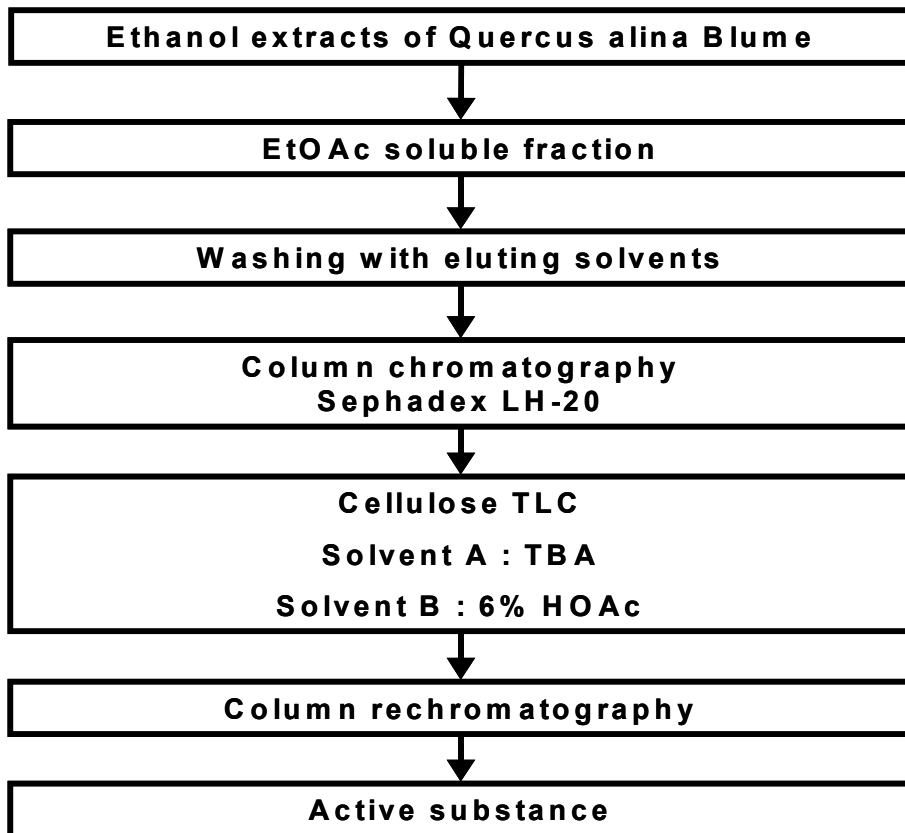 Ethanol extracts of Quercus alina Blume
EtOAc soluble fraction
Washing with eluting solvents
Column chromatography
Sephadex LH-20
Cellulose TLC
Solvent A : TBA
Solvent B : 6% HOAc
Column rechromatography
Active substance